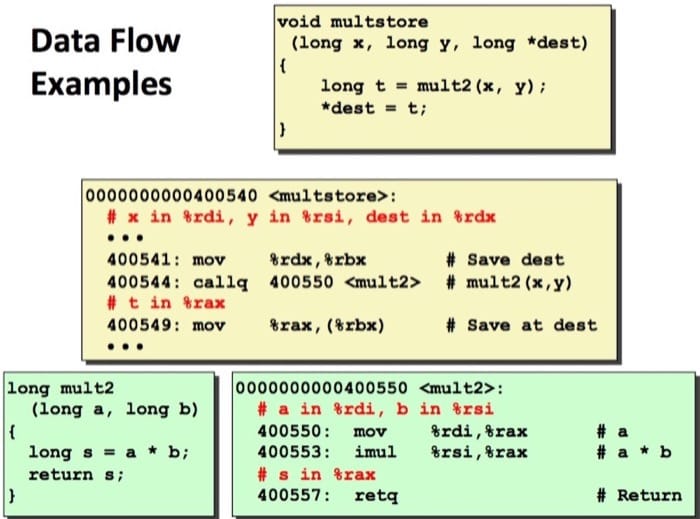 Data Flow
Examples
void multstore
(long x, long y, long *dest)
{
long t = mult2(x, y);
*dest = t;
}
0000000000400540 <multstore>:
# x in %rdi, y in %rsi, dest in %rdx
•••
400541: mov %rdx,%rbx # Save dest
400544: callq 400550 <mult2> # mult2(x,y)
# t in %rax
400549: mov %rax,(%rbx) # Save at dest
•••
long mult2
(long a, long b)
{
long s = a * b;
return s;
}
0000000000400550 <mult2>:
# a in %rdi, b in %rsi
400550: mov %rdi,%rax # a
400553: imul %rsi,%rax # a * b
# s in %rax
400557: retq # Return